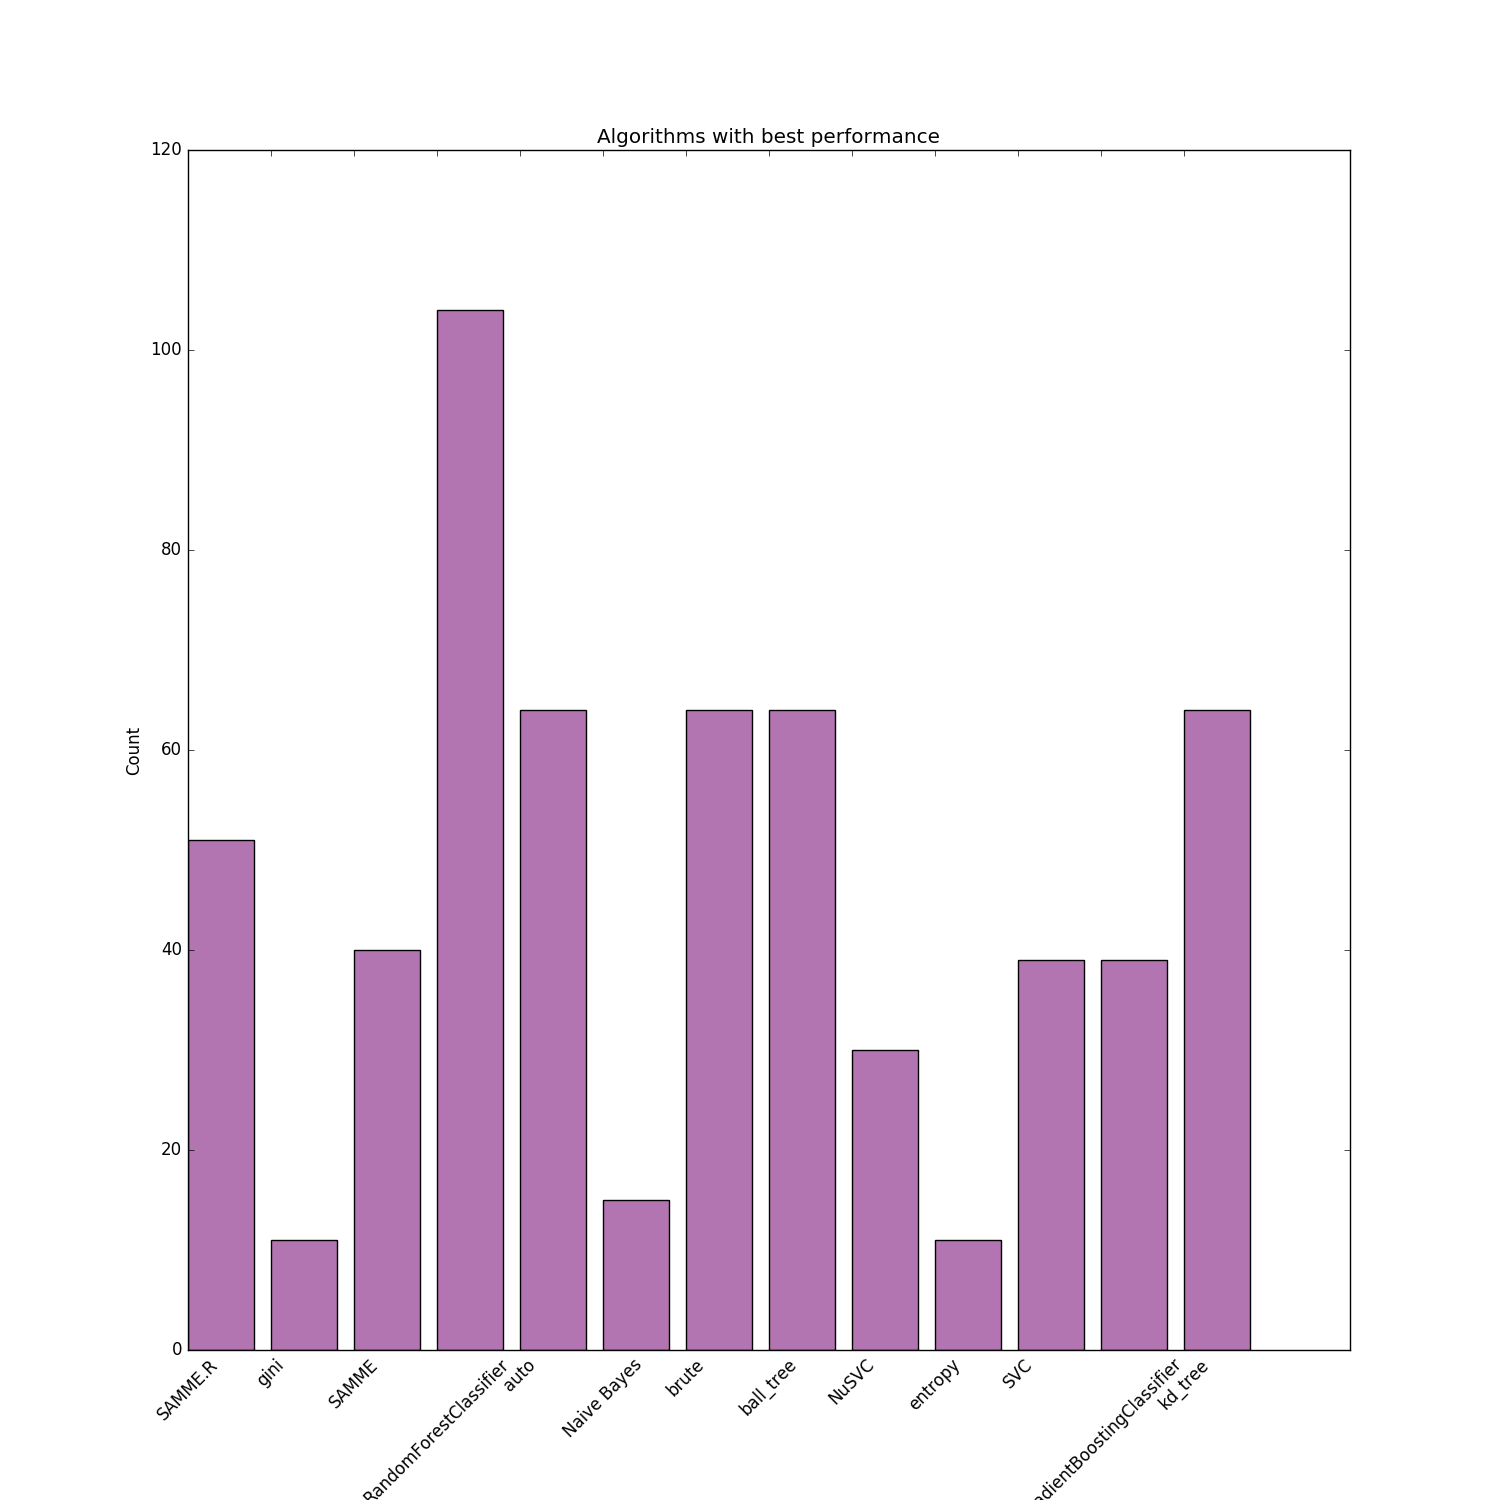 Algorithms with best performance
120
100
80
60
40
20
0
Count
SAMME.R
gini
SAMME
RandomForestClassifier
auto
Naive Bayes
brute
ball_tree
NuSVC
entropy
SVC
adientBoostingClassifier
kd_tree